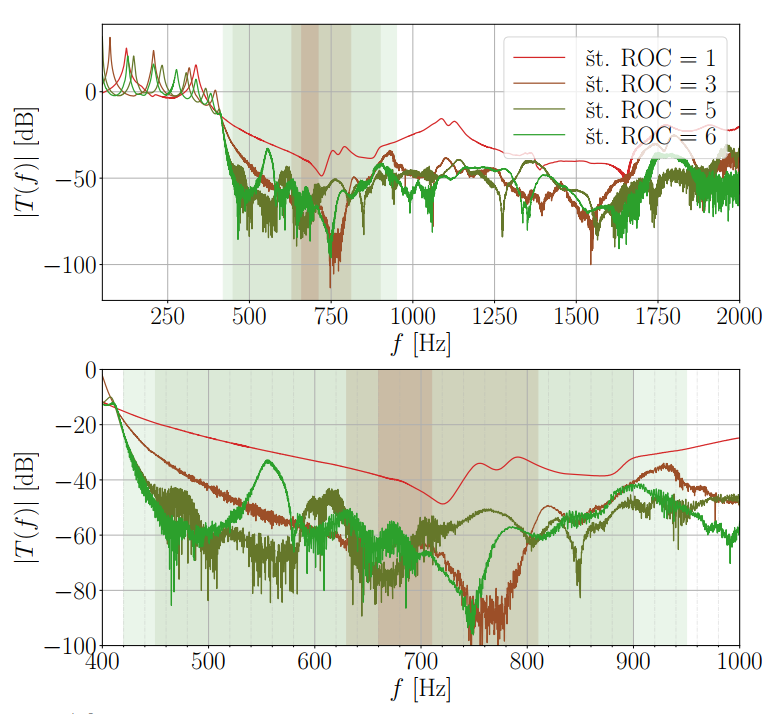 0
−50
−100
|T(f)| [dB]
št. ROC = 1
št. ROC = 3
št. ROC = 5
št. ROC = 6
250 500 750 1000 1250 1500 1750 2000
f [Hz]
0
−20
−40
−60
−80
−100
|T(f)| [dB]
400 500 600 700 800 900 1000
f [Hz]